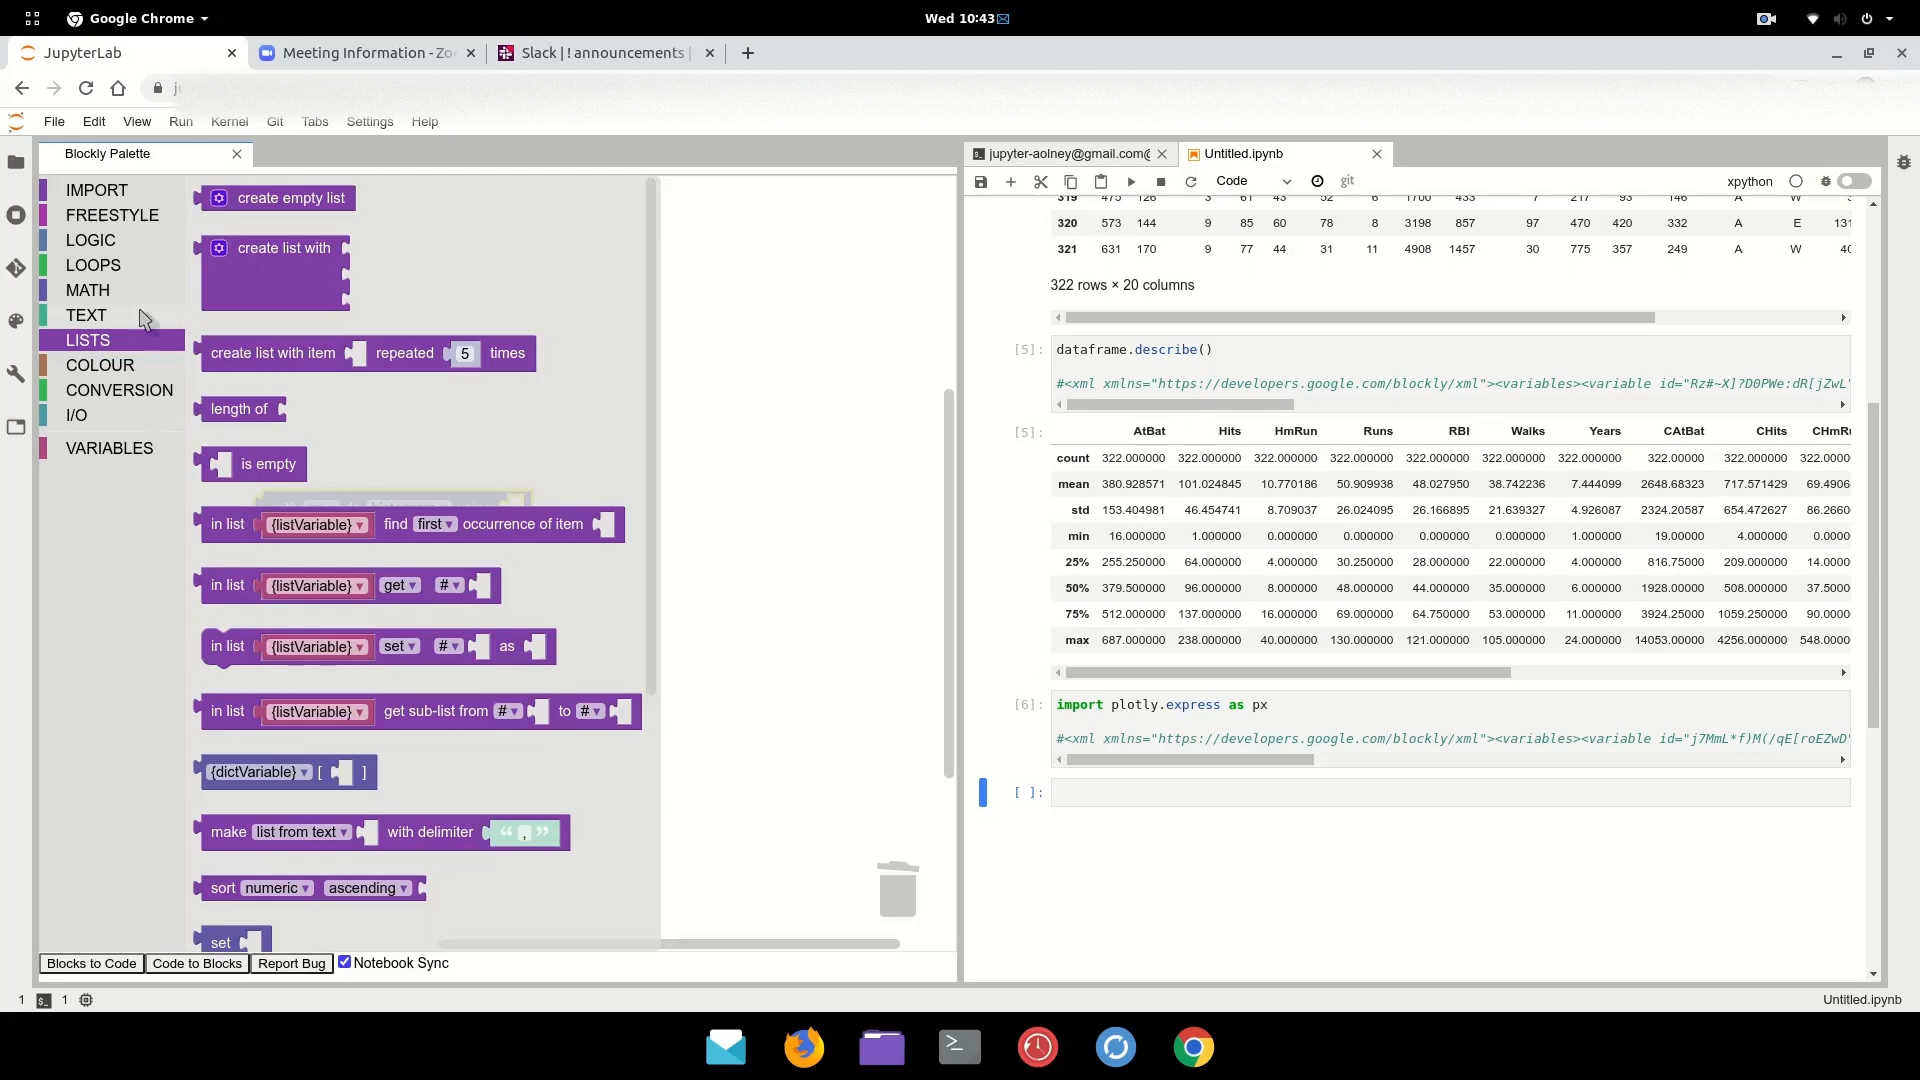 Google Chrome
Wed 10:43
JupyterLab
Meeting Information - Zo
Slack | ! announcements |
File Edit View Run Kernel Git Tabs Settings Help
Blockly Palette
IMPORT
FREESTYLE
LOGIC
LOOPS
MATH
TEXT
LISTS
COLOUR
CONVERSION
I/O
VARIABLES
create empty list
create list with
create list with item repeated 5 times
length of
is empty
in list {listVariable} find first occurrence of item
in list {listVariable} get #
in list {listVariable} set # as
in list {listVariable} get sub-list from # to #
{dictVariable} [ ]
make list from text with delimiter “ , ”
sort numeric ascending
set
Blocks to Code Code to Blocks Report Bug Notebook Sync
jupyter-aolney@gmail.com@ Untitled.ipynb
Code git xpython
319 475 126 3 61 43 52 6 1700 433 7 217 93 146 A W
320 573 144 9 85 60 78 8 3198 857 97 470 420 332 A E 131
321 631 170 9 77 44 31 11 4908 1457 30 775 357 249 A W 40
322 rows × 20 columns
[5]: dataframe.describe()
#<xml xmlns="https://developers.google.com/blockly/xml"><variables><variable id="Rz#~X]?D0PWe:dR[jZwL"
[5]: AtBat Hits HmRun Runs RBI Walks Years CAtBat CHits CHmRu
count 322.000000 322.000000 322.000000 322.000000 322.000000 322.000000 322.000000 322.00000 322.000000 322.0000
mean 380.928571 101.024845 10.770186 50.909938 48.027950 38.742236 7.444099 2648.68323 717.571429 69.4906
std 153.404981 46.454741 8.709037 26.024095 26.166895 21.639327 4.926087 2324.20587 654.472627 86.2660
min 16.000000 1.000000 0.000000 0.000000 0.000000 0.000000 1.000000 19.00000 4.000000 0.0000
25% 255.250000 64.000000 4.000000 30.250000 28.000000 22.000000 4.000000 816.75000 209.000000 14.0000
50% 379.500000 96.000000 8.000000 48.000000 44.000000 35.000000 6.000000 1928.00000 508.000000 37.5000
75% 512.000000 137.000000 16.000000 69.000000 64.750000 53.000000 11.000000 3924.25000 1059.250000 90.0000
max 687.000000 238.000000 40.000000 130.000000 121.000000 105.000000 24.000000 14053.00000 4256.000000 548.0000
[6]: import plotly.express as px
#<xml xmlns="https://developers.google.com/blockly/xml"><variables><variable id="j7MmL*f)M(/qE[roEZwD"
[ ]:
1 1
Untitled.ipynb